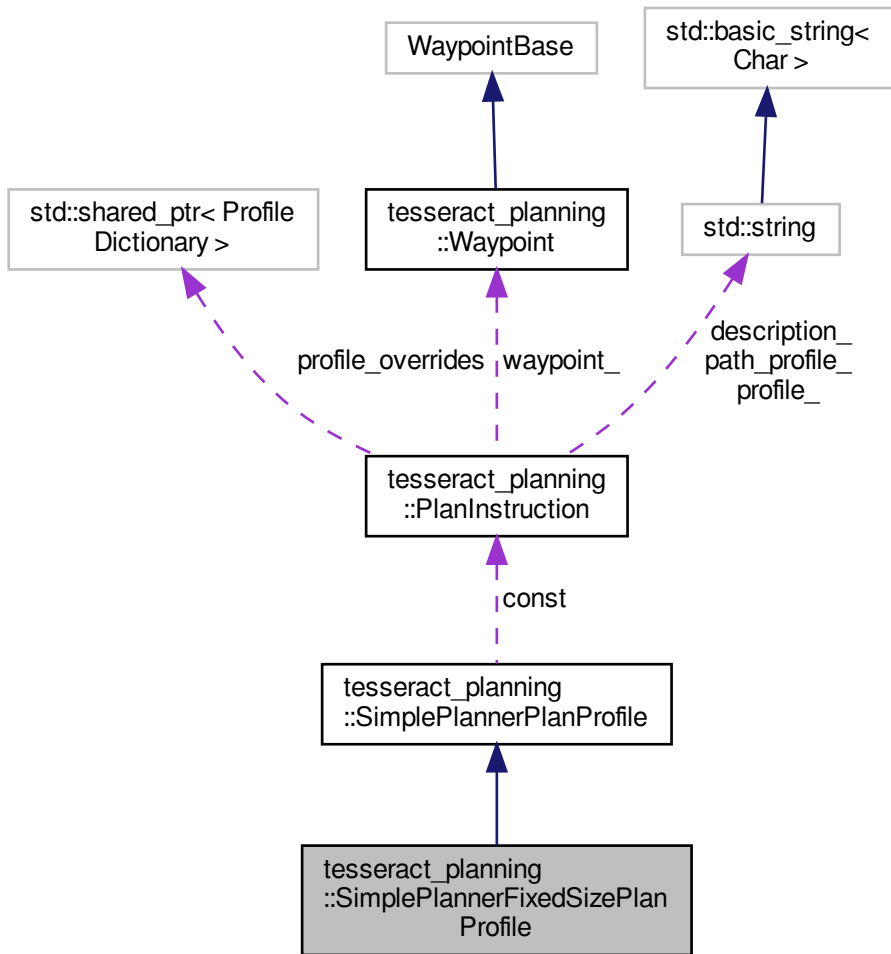 WaypointBase
std::basic_string<
Char >
std::shared_ptr< Profile
Dictionary >
tesseract_planning
::Waypoint
std::string
profile_overrides
waypoint_
description_
path_profile_
profile_
tesseract_planning
::PlanInstruction
const
tesseract_planning
::SimplePlannerPlanProfile
tesseract_planning
::SimplePlannerFixedSizePlan
Profile